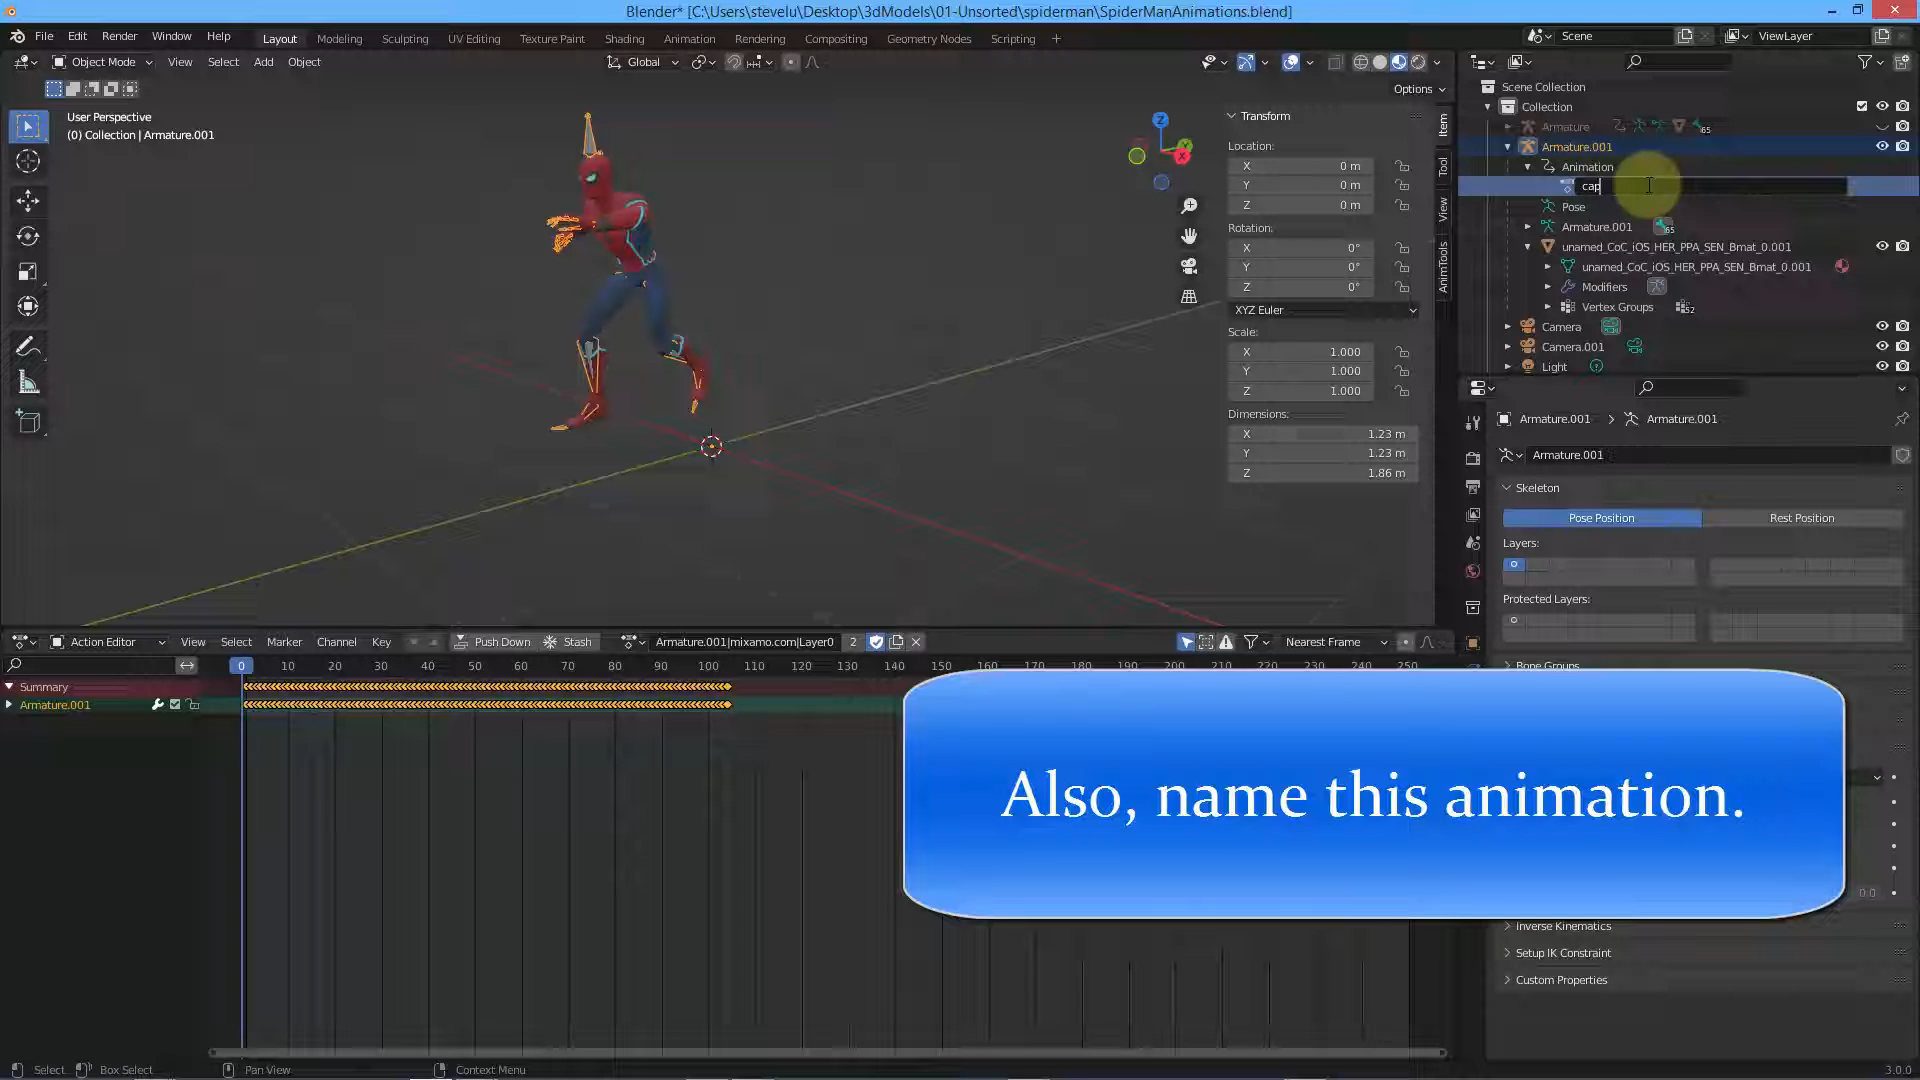 Blender* [C:\Users\stevelu\Desktop\3dModels\01-Unsorted\spiderman\SpiderManAnimations.blend]
File Edit Render Window Help Layout Modeling Sculpting UV Editing Texture Paint Shading Animation Rendering Compositing Geometry Nodes Scripting + Scene ViewLayer
Object Mode View Select Add Object Global
Options
User Perspective
(0) Collection | Armature.001
Z
X
Transform
Location:
X 0 m
Y 0 m
Z 0 m
Rotation:
X 0°
Y 0°
Z 0°
XYZ Euler
Scale:
X 1.000
Y 1.000
Z 1.000
Dimensions:
X 1.23 m
Y 1.23 m
Z 1.86 m
Item
Tool
View
AnimTools
Scene Collection
Collection
Armature 65
Armature.001
Animation
cap
Pose
Armature.001 65
unamed_CoC_iOS_HER_PPA_SEN_Bmat_0.001
unamed_CoC_iOS_HER_PPA_SEN_Bmat_0.001
Modifiers
Vertex Groups 52
Camera
Camera.001
Light
Armature.001 > Armature.001
Armature.001
Skeleton
Pose Position Rest Position
Layers:
Protected Layers:
Bone Groups
0.0
Inverse Kinematics
Setup IK Constraint
Custom Properties
Action Editor View Select Marker Channel Key Push Down Stash Armature.001|mixamo.com|Layer0 2 Nearest Frame
0 10 20 30 40 50 60 70 80 90 100 110 120 130 140 150 160 170 180 190 200 210 220 230 240 250
Summary
Armature.001
Also, name this animation.
Select Box Select Pan View Context Menu 3.0.0